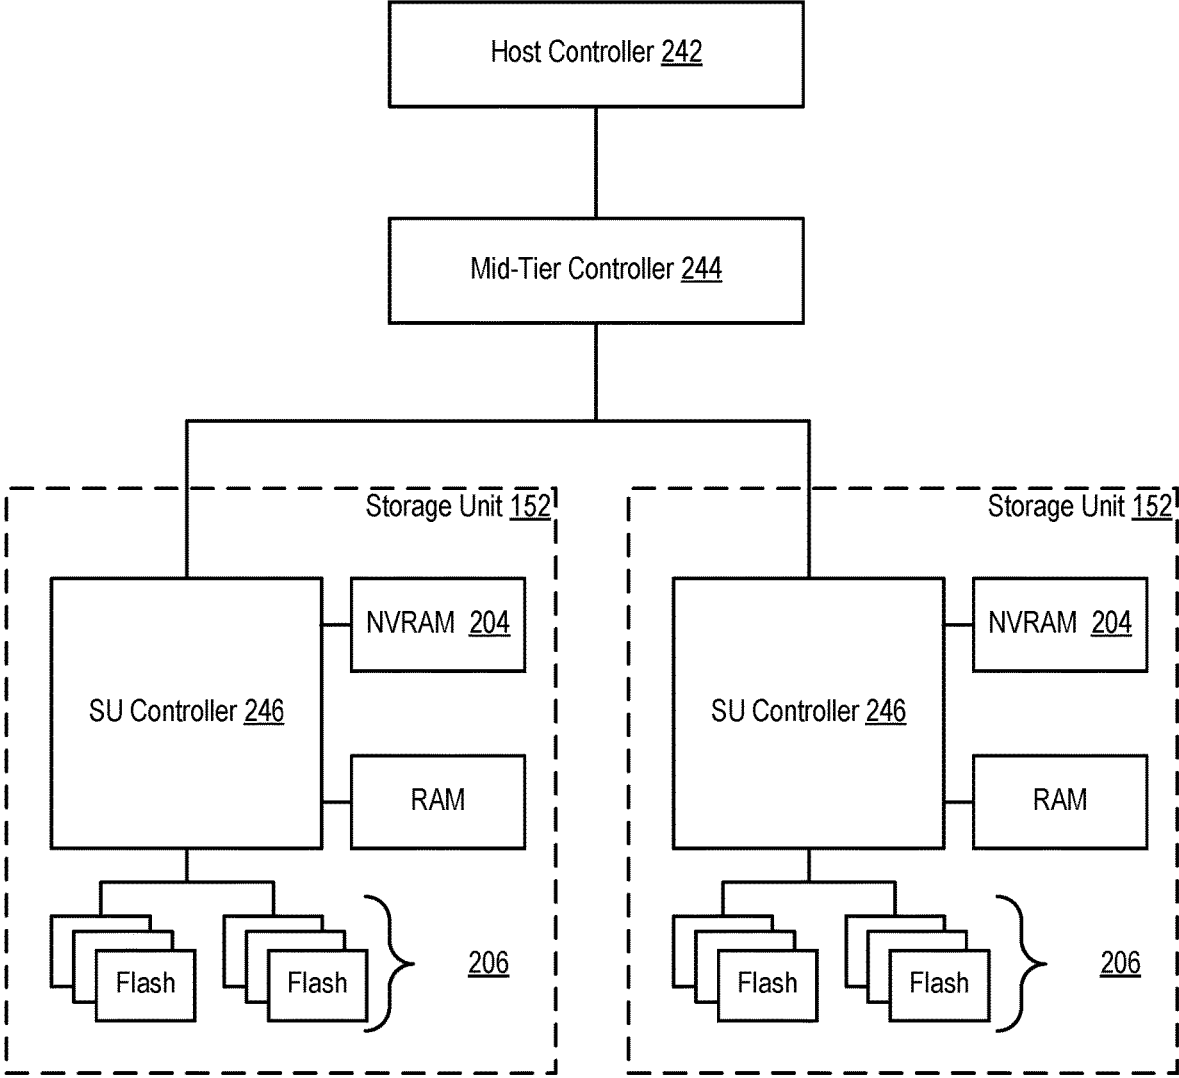 Host Controller 242
Mid-Tier Controller 244
Storage Unit 152
SU Controller 246
NVRAM 204
RAM
Flash
Flash
206
Storage Unit 152
SU Controller 246
NVRAM 204
RAM
Flash
Flash
206